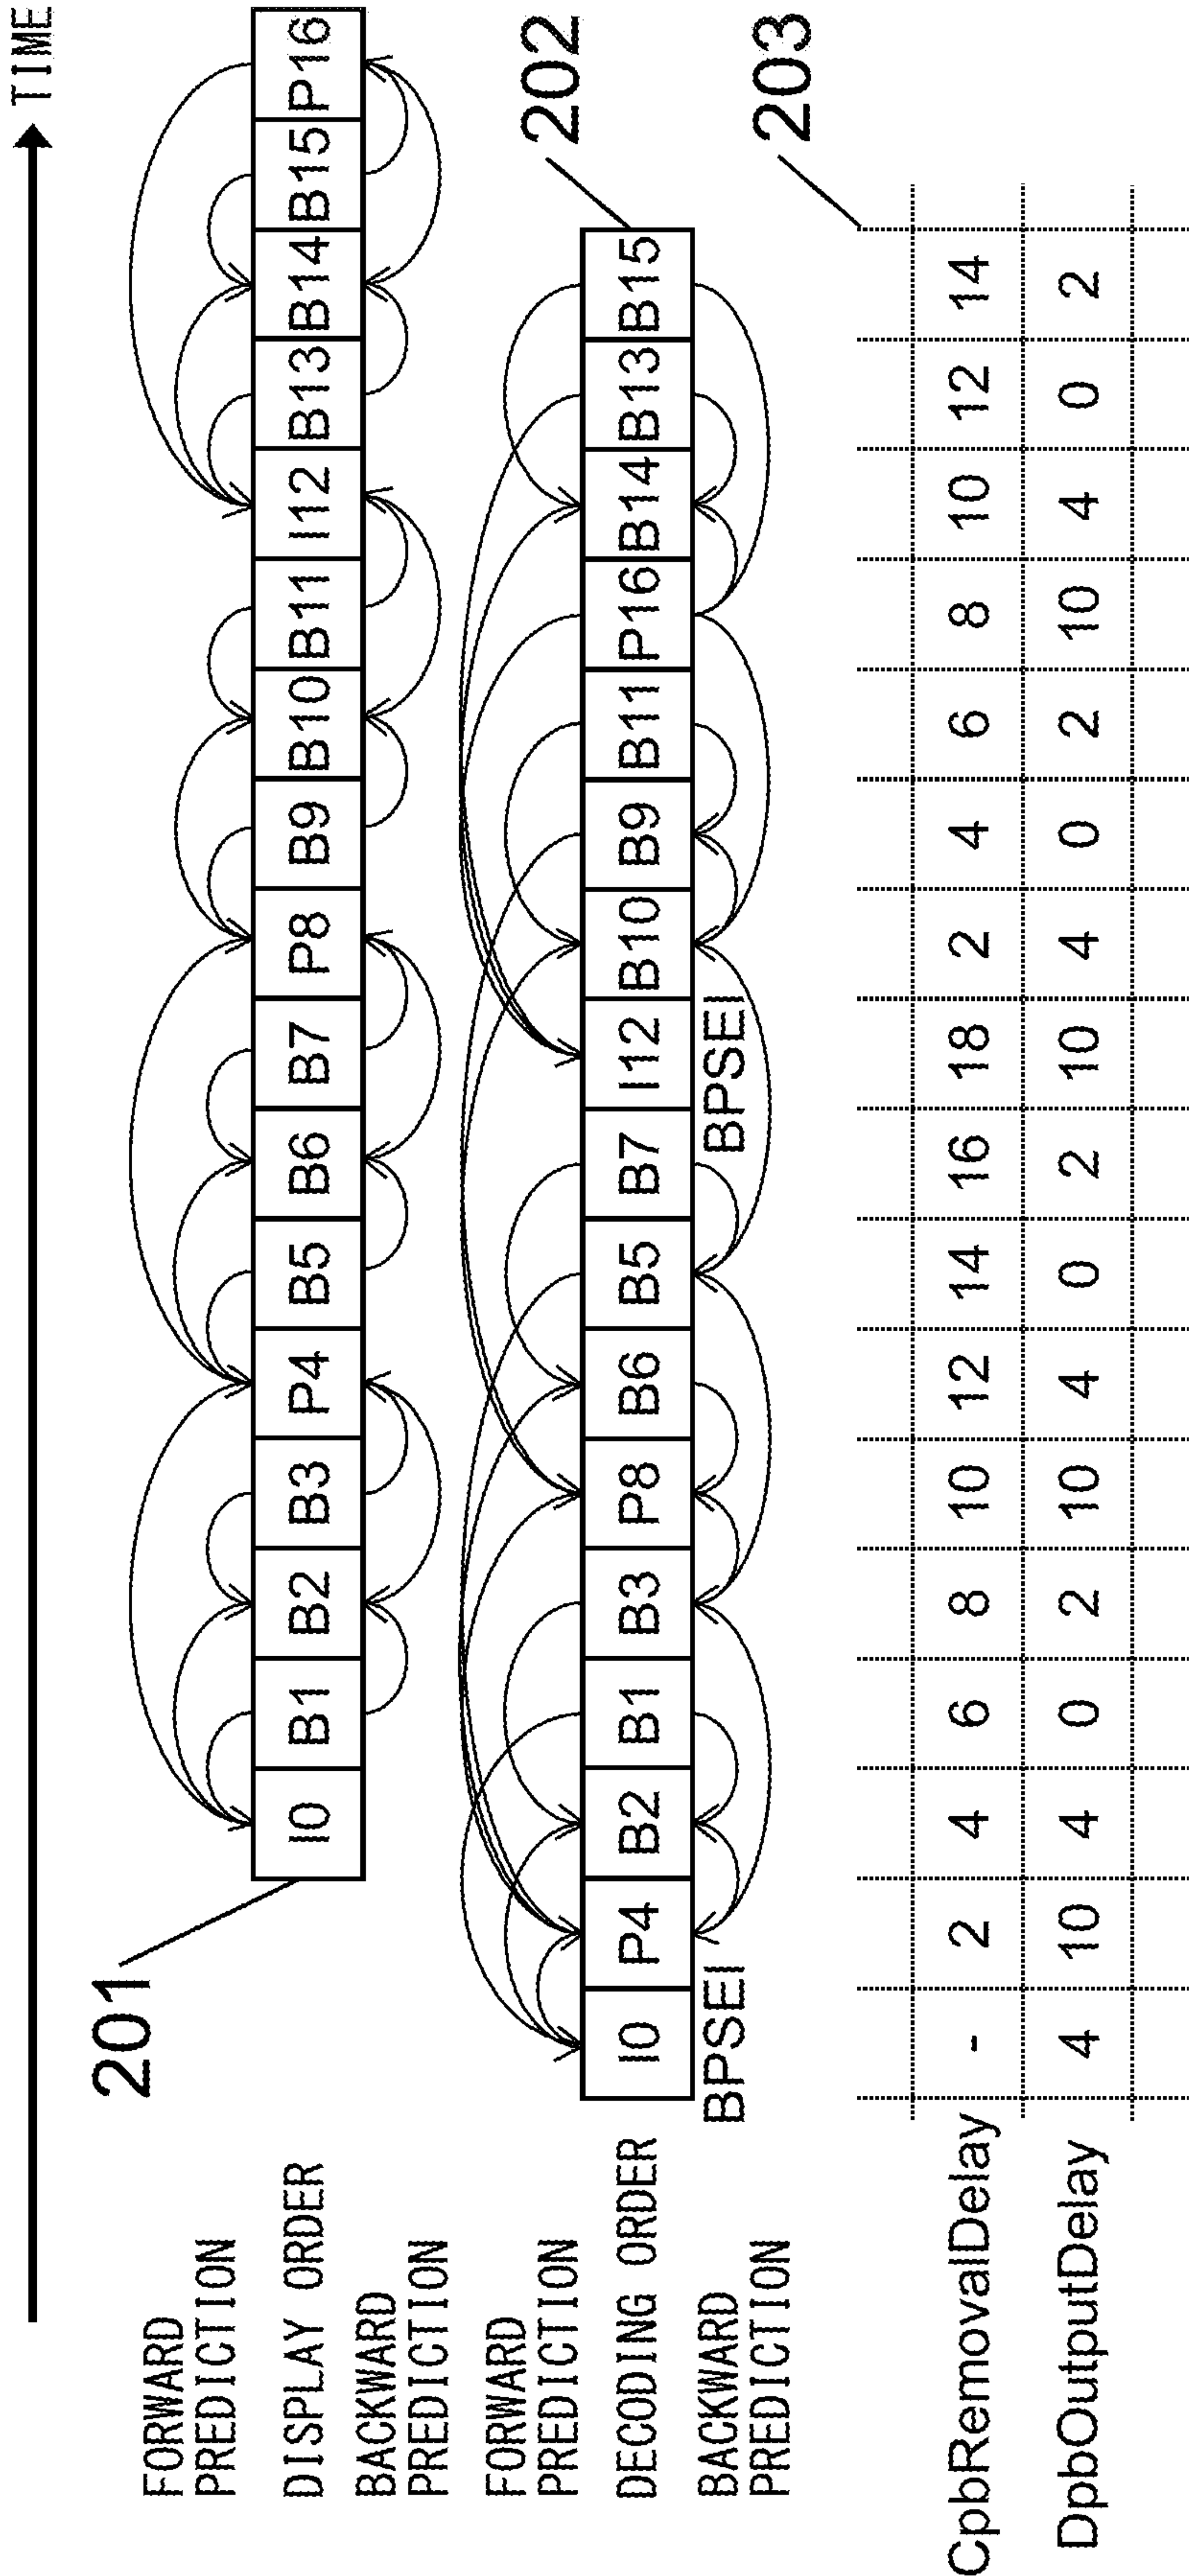 TIME
201
FORWARD
PREDICTION
DISPLAY ORDER
I0 B1 B2 B3 P4 B5 B6 B7 P8 B9 B10 B11 I12 B13 B14 B15 P16
BACKWARD
PREDICTION
202
FORWARD
PREDICTION
DECODING ORDER
I0 P4 B2 B1 B3 P8 B6 B5 B7 I12 B10 B9 B11 P16 B14 B13 B15
BPSEI BPSEI
BACKWARD
PREDICTION
203
CpbRemovalDelay - 2 4 6 8 10 12 14 16 18 2 4 6 8 10 12 14
DpbOutputDelay 4 10 4 0 2 10 4 0 2 10 4 0 2 10 4 0 2